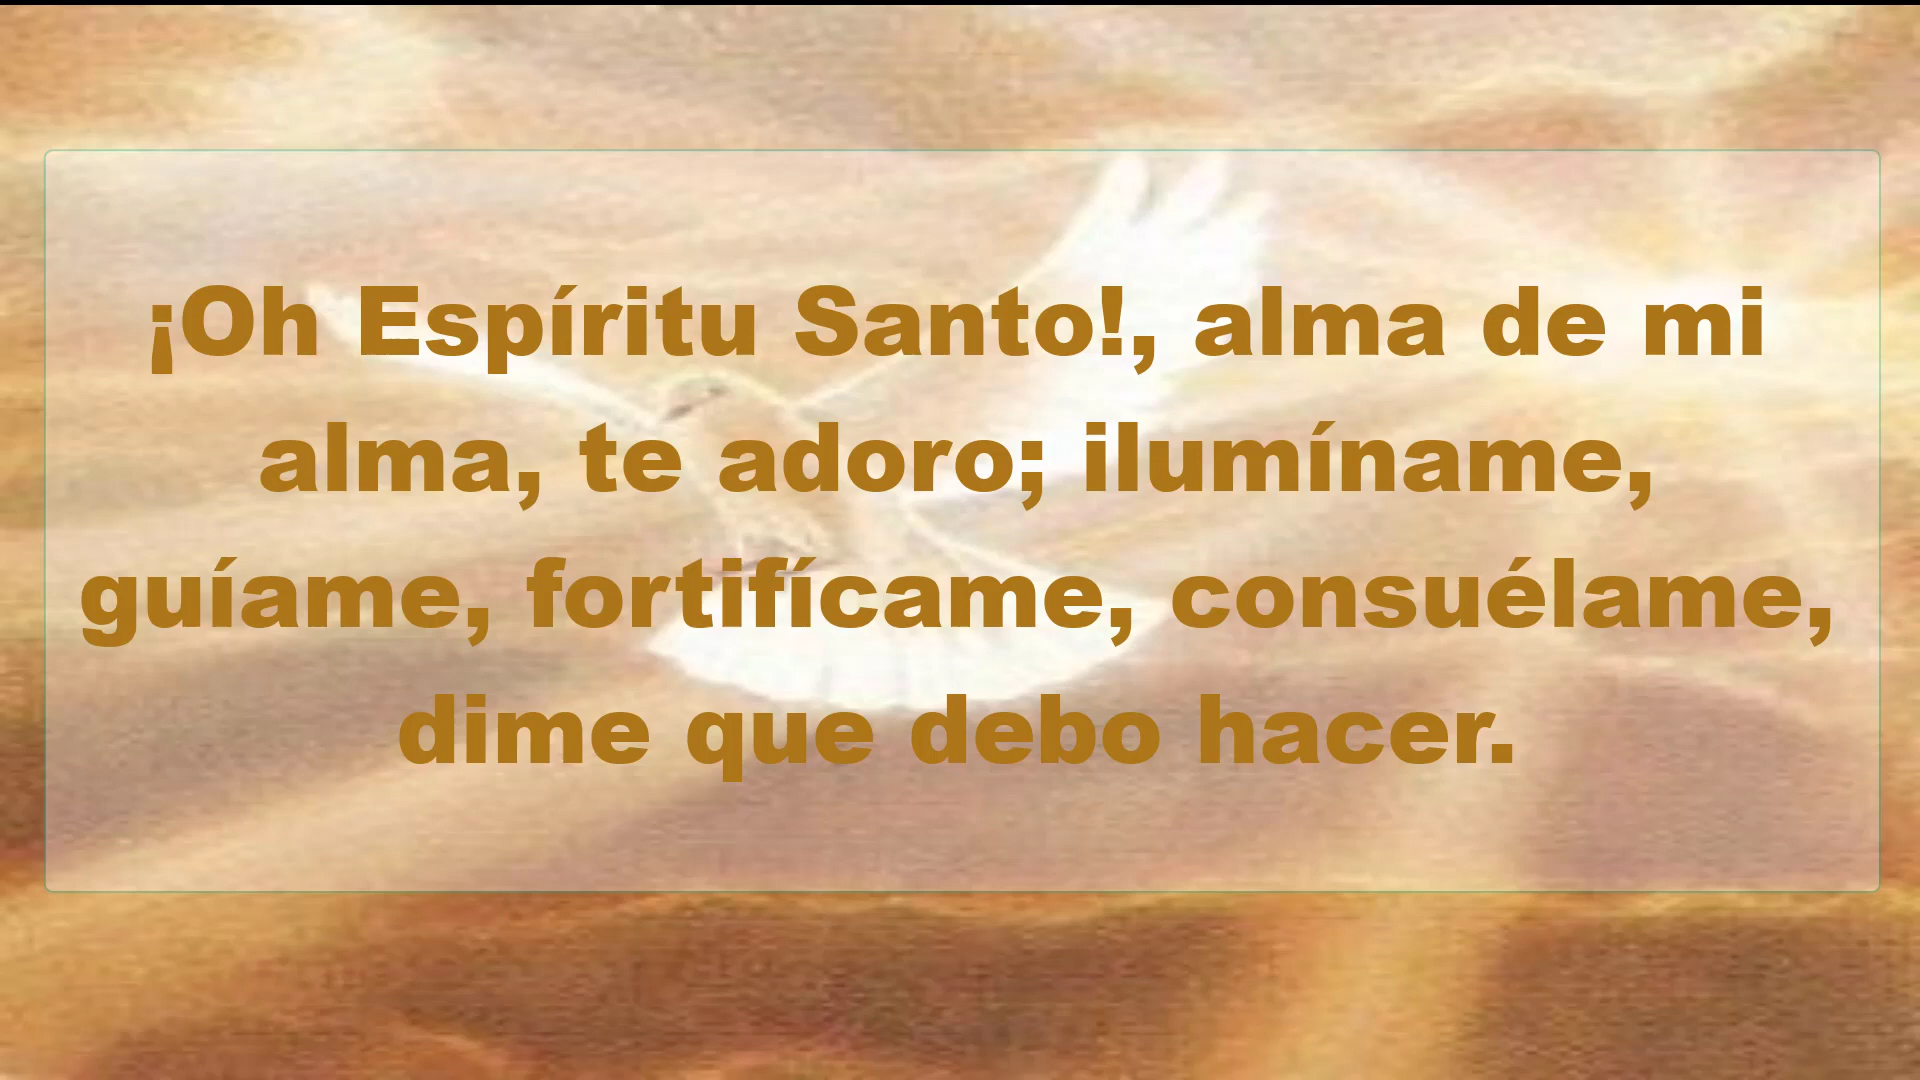 ¡Oh Espíritu Santo!, alma de mi
alma, te adoro; ilumíname,
guíame, fortifícame, consuélame,
dime que debo hacer.